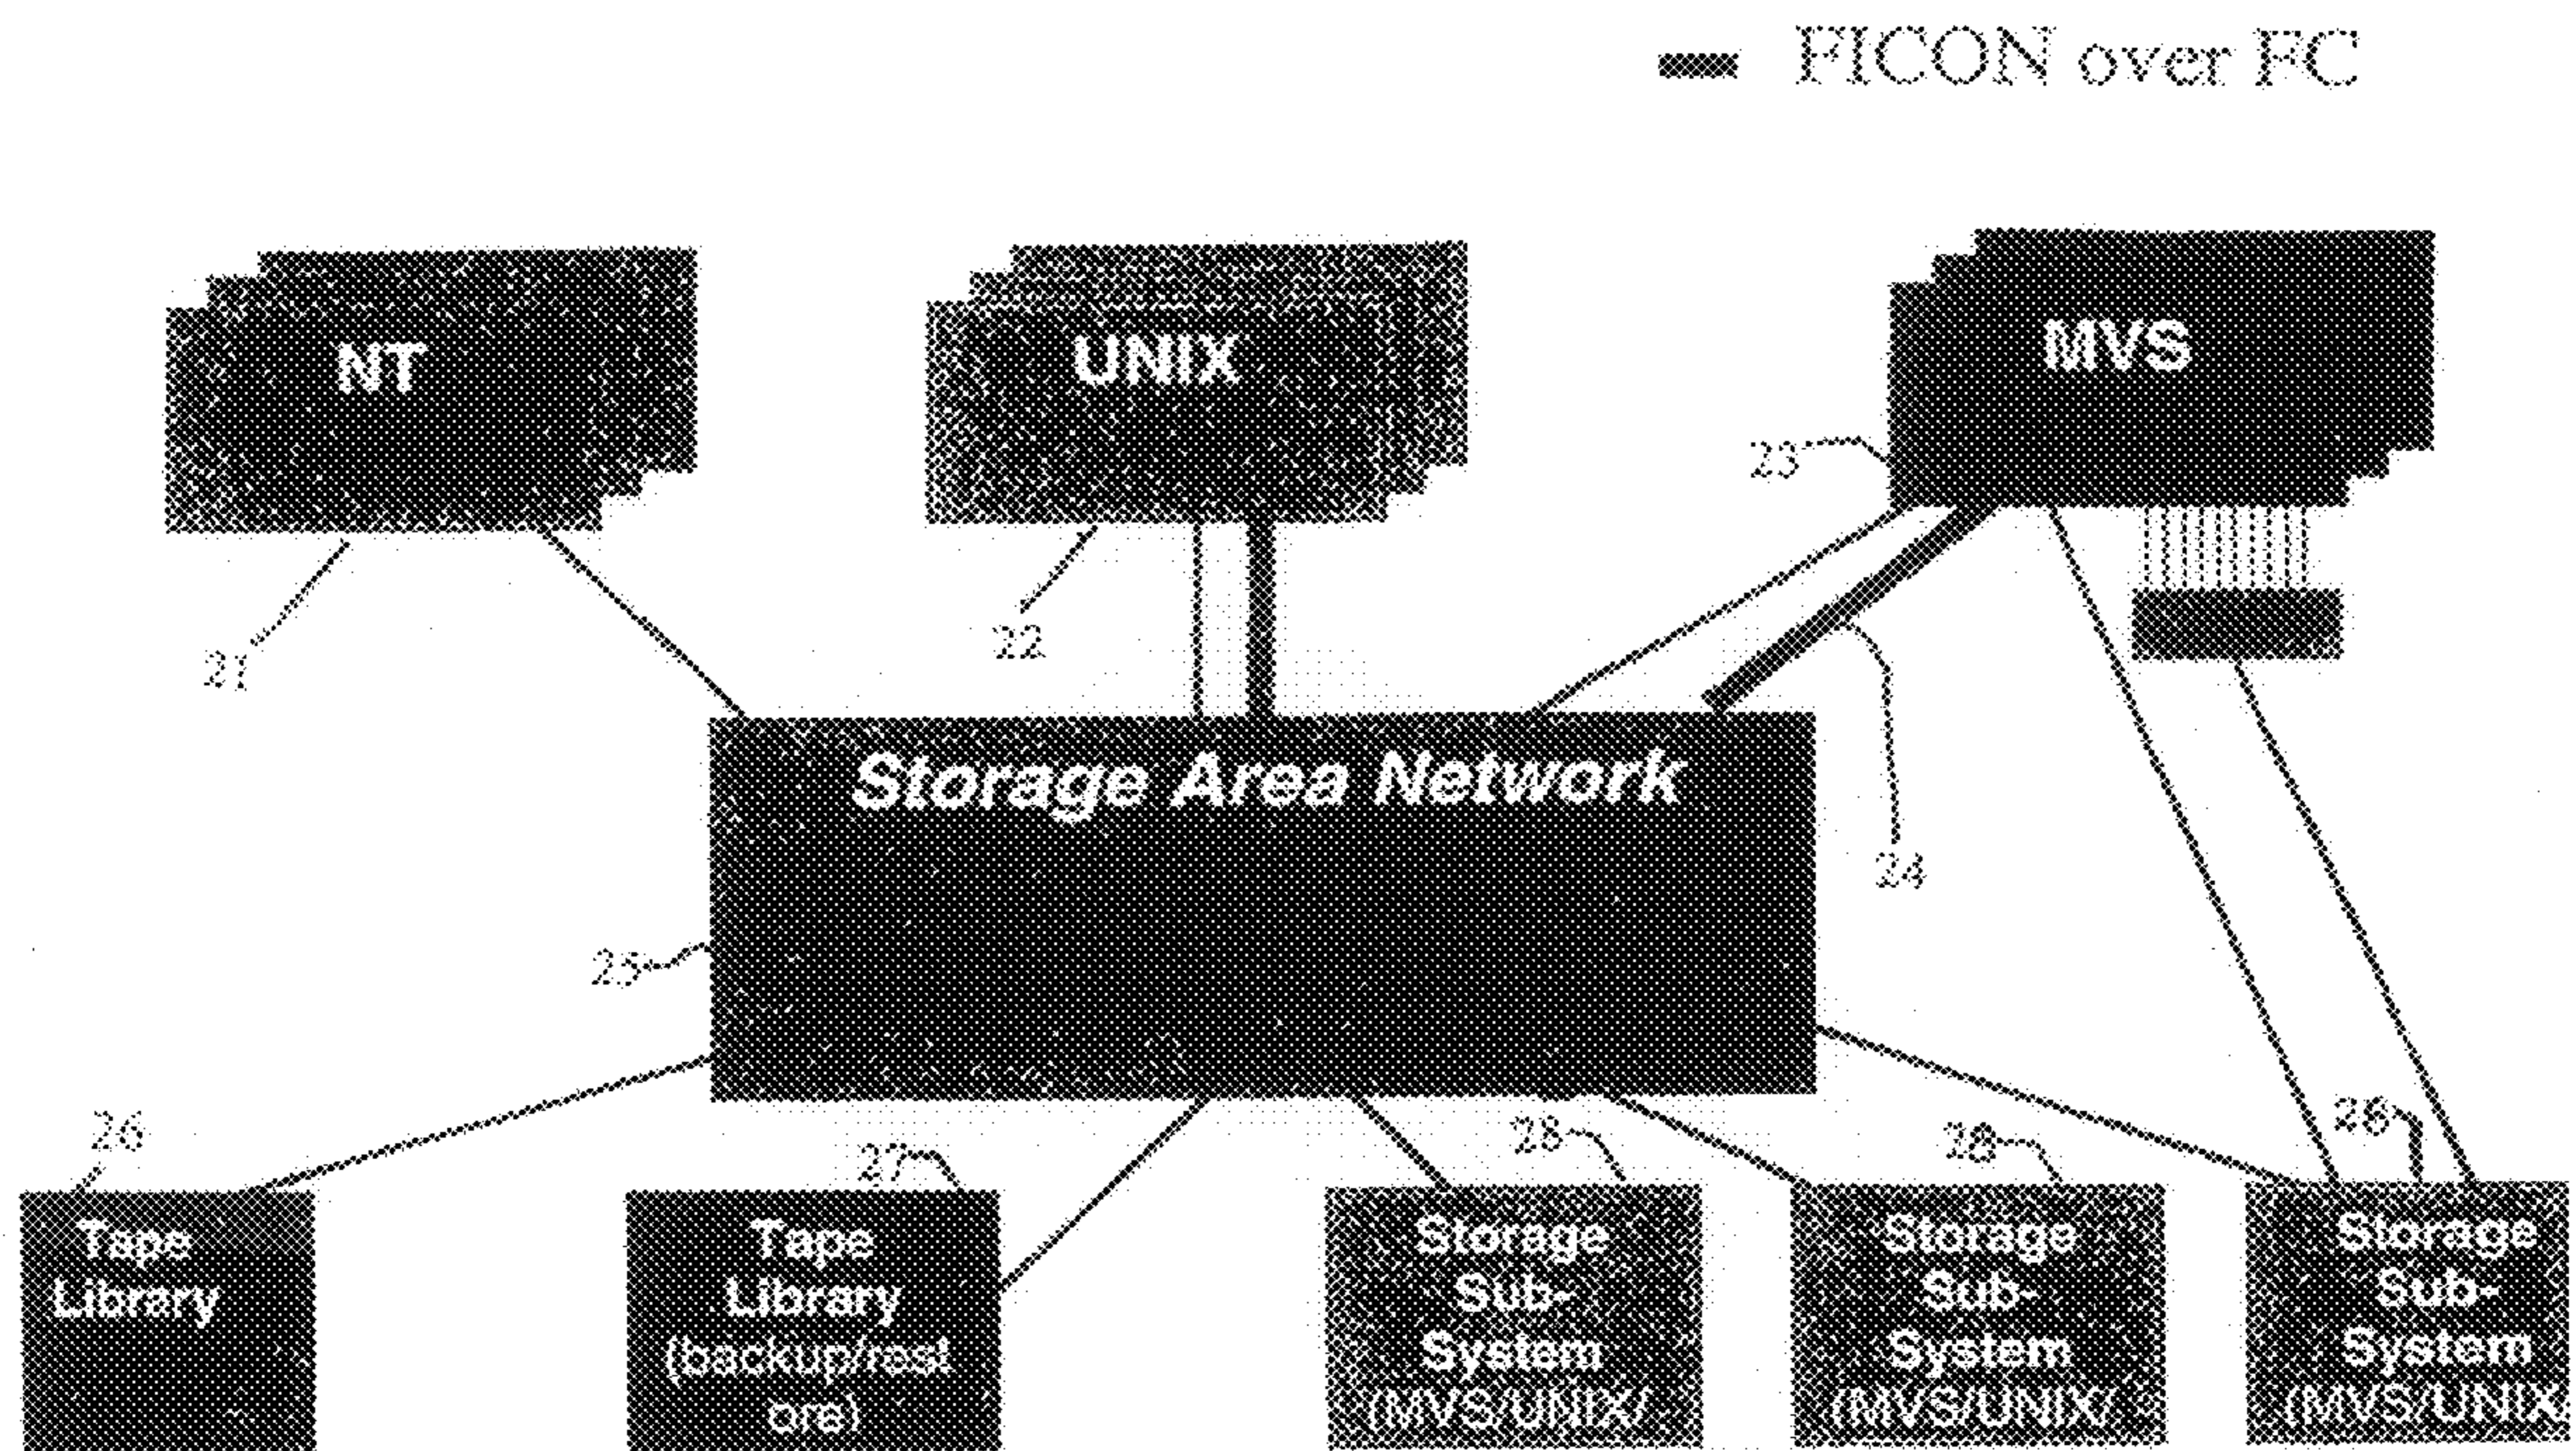 FICON over FC
NT
UNIX
MVS
23
21
22
Storage Area Network
24
25
26
27
28
28
Tape
Library
Tape
Library
(backup/rest
ore)
Storage
Sub-
System
(MVS/UNIX/
Storage
Sub-
System
(MVS/UNIX/
Storage
Sub-
System
(MVS/UNIX/